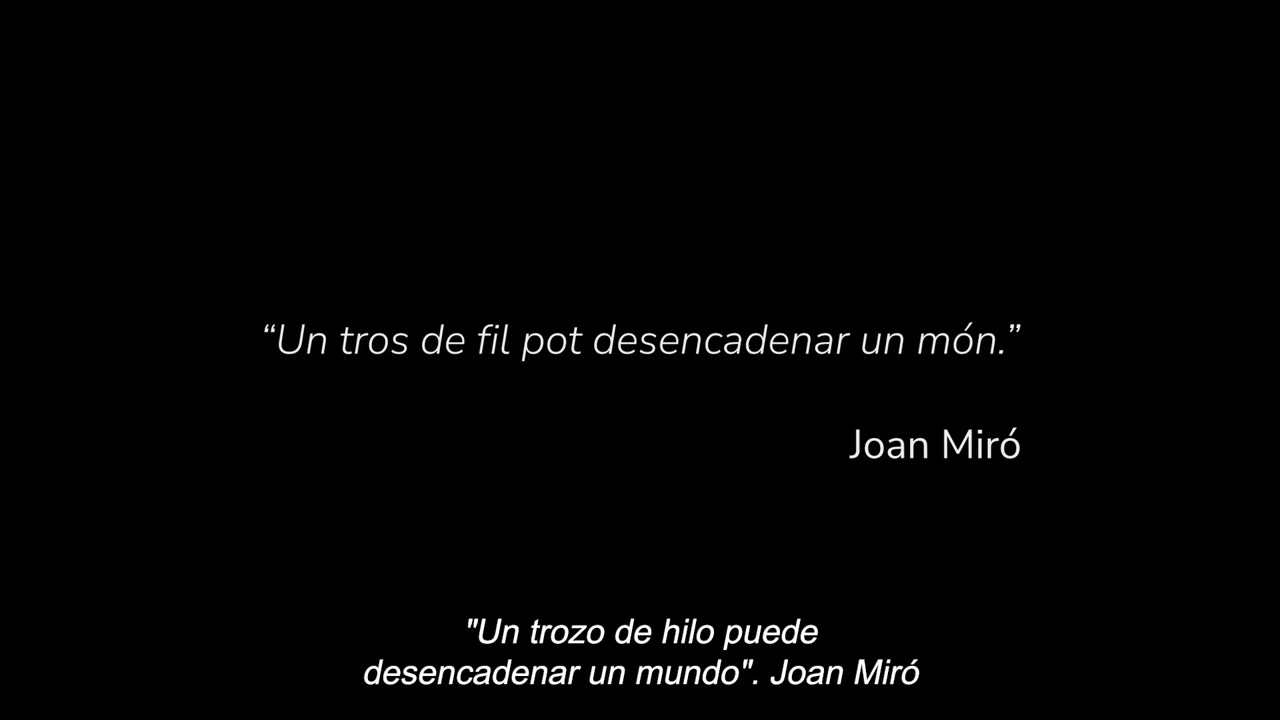 “Un tros de fil pot desencadenar un món.”
Joan Miró
"Un trozo de hilo puede
desencadenar un mundo". Joan Miró